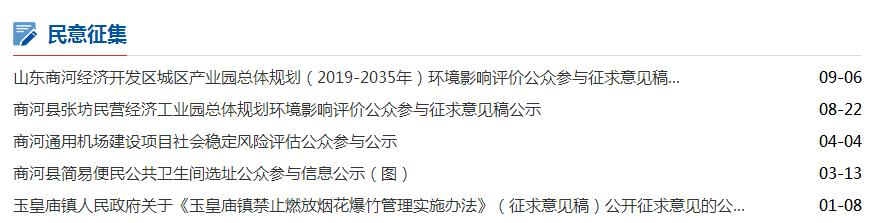 民意征集
山东商河经济开发区城区产业园总体规划（2019-2035年）环境影响评价公众参与征求意见稿... 09-06
商河县张坊民营经济工业园总体规划环境影响评价公众参与征求意见稿公示 08-22
商河通用机场建设项目社会稳定风险评估公众参与公示 04-04
商河县简易便民公共卫生间选址公众参与信息公示（图） 03-13
玉皇庙镇人民政府关于《玉皇庙镇禁止燃放烟花爆竹管理实施办法》（征求意见稿）公开征求意见的公... 01-08